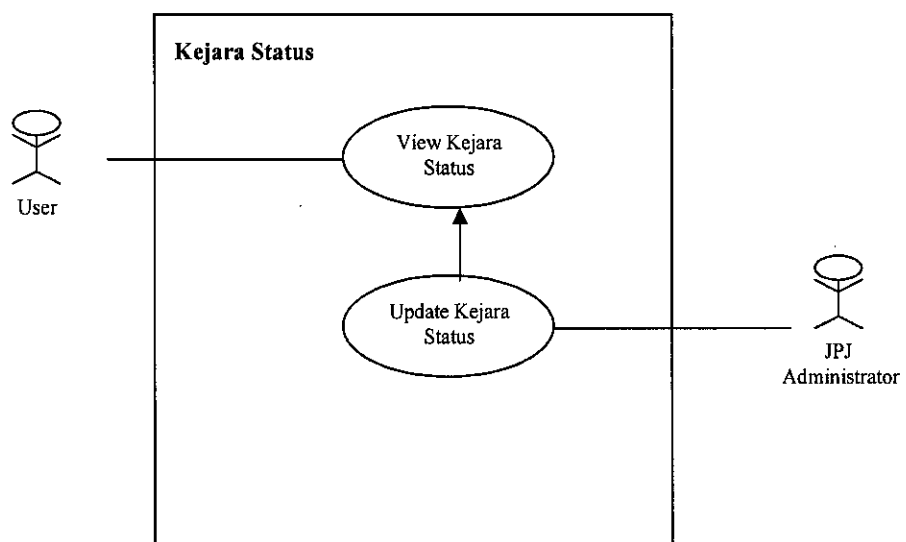 Kejara Status
View Kejara
Status
User
Update Kejara
Status
JPJ
Administrator